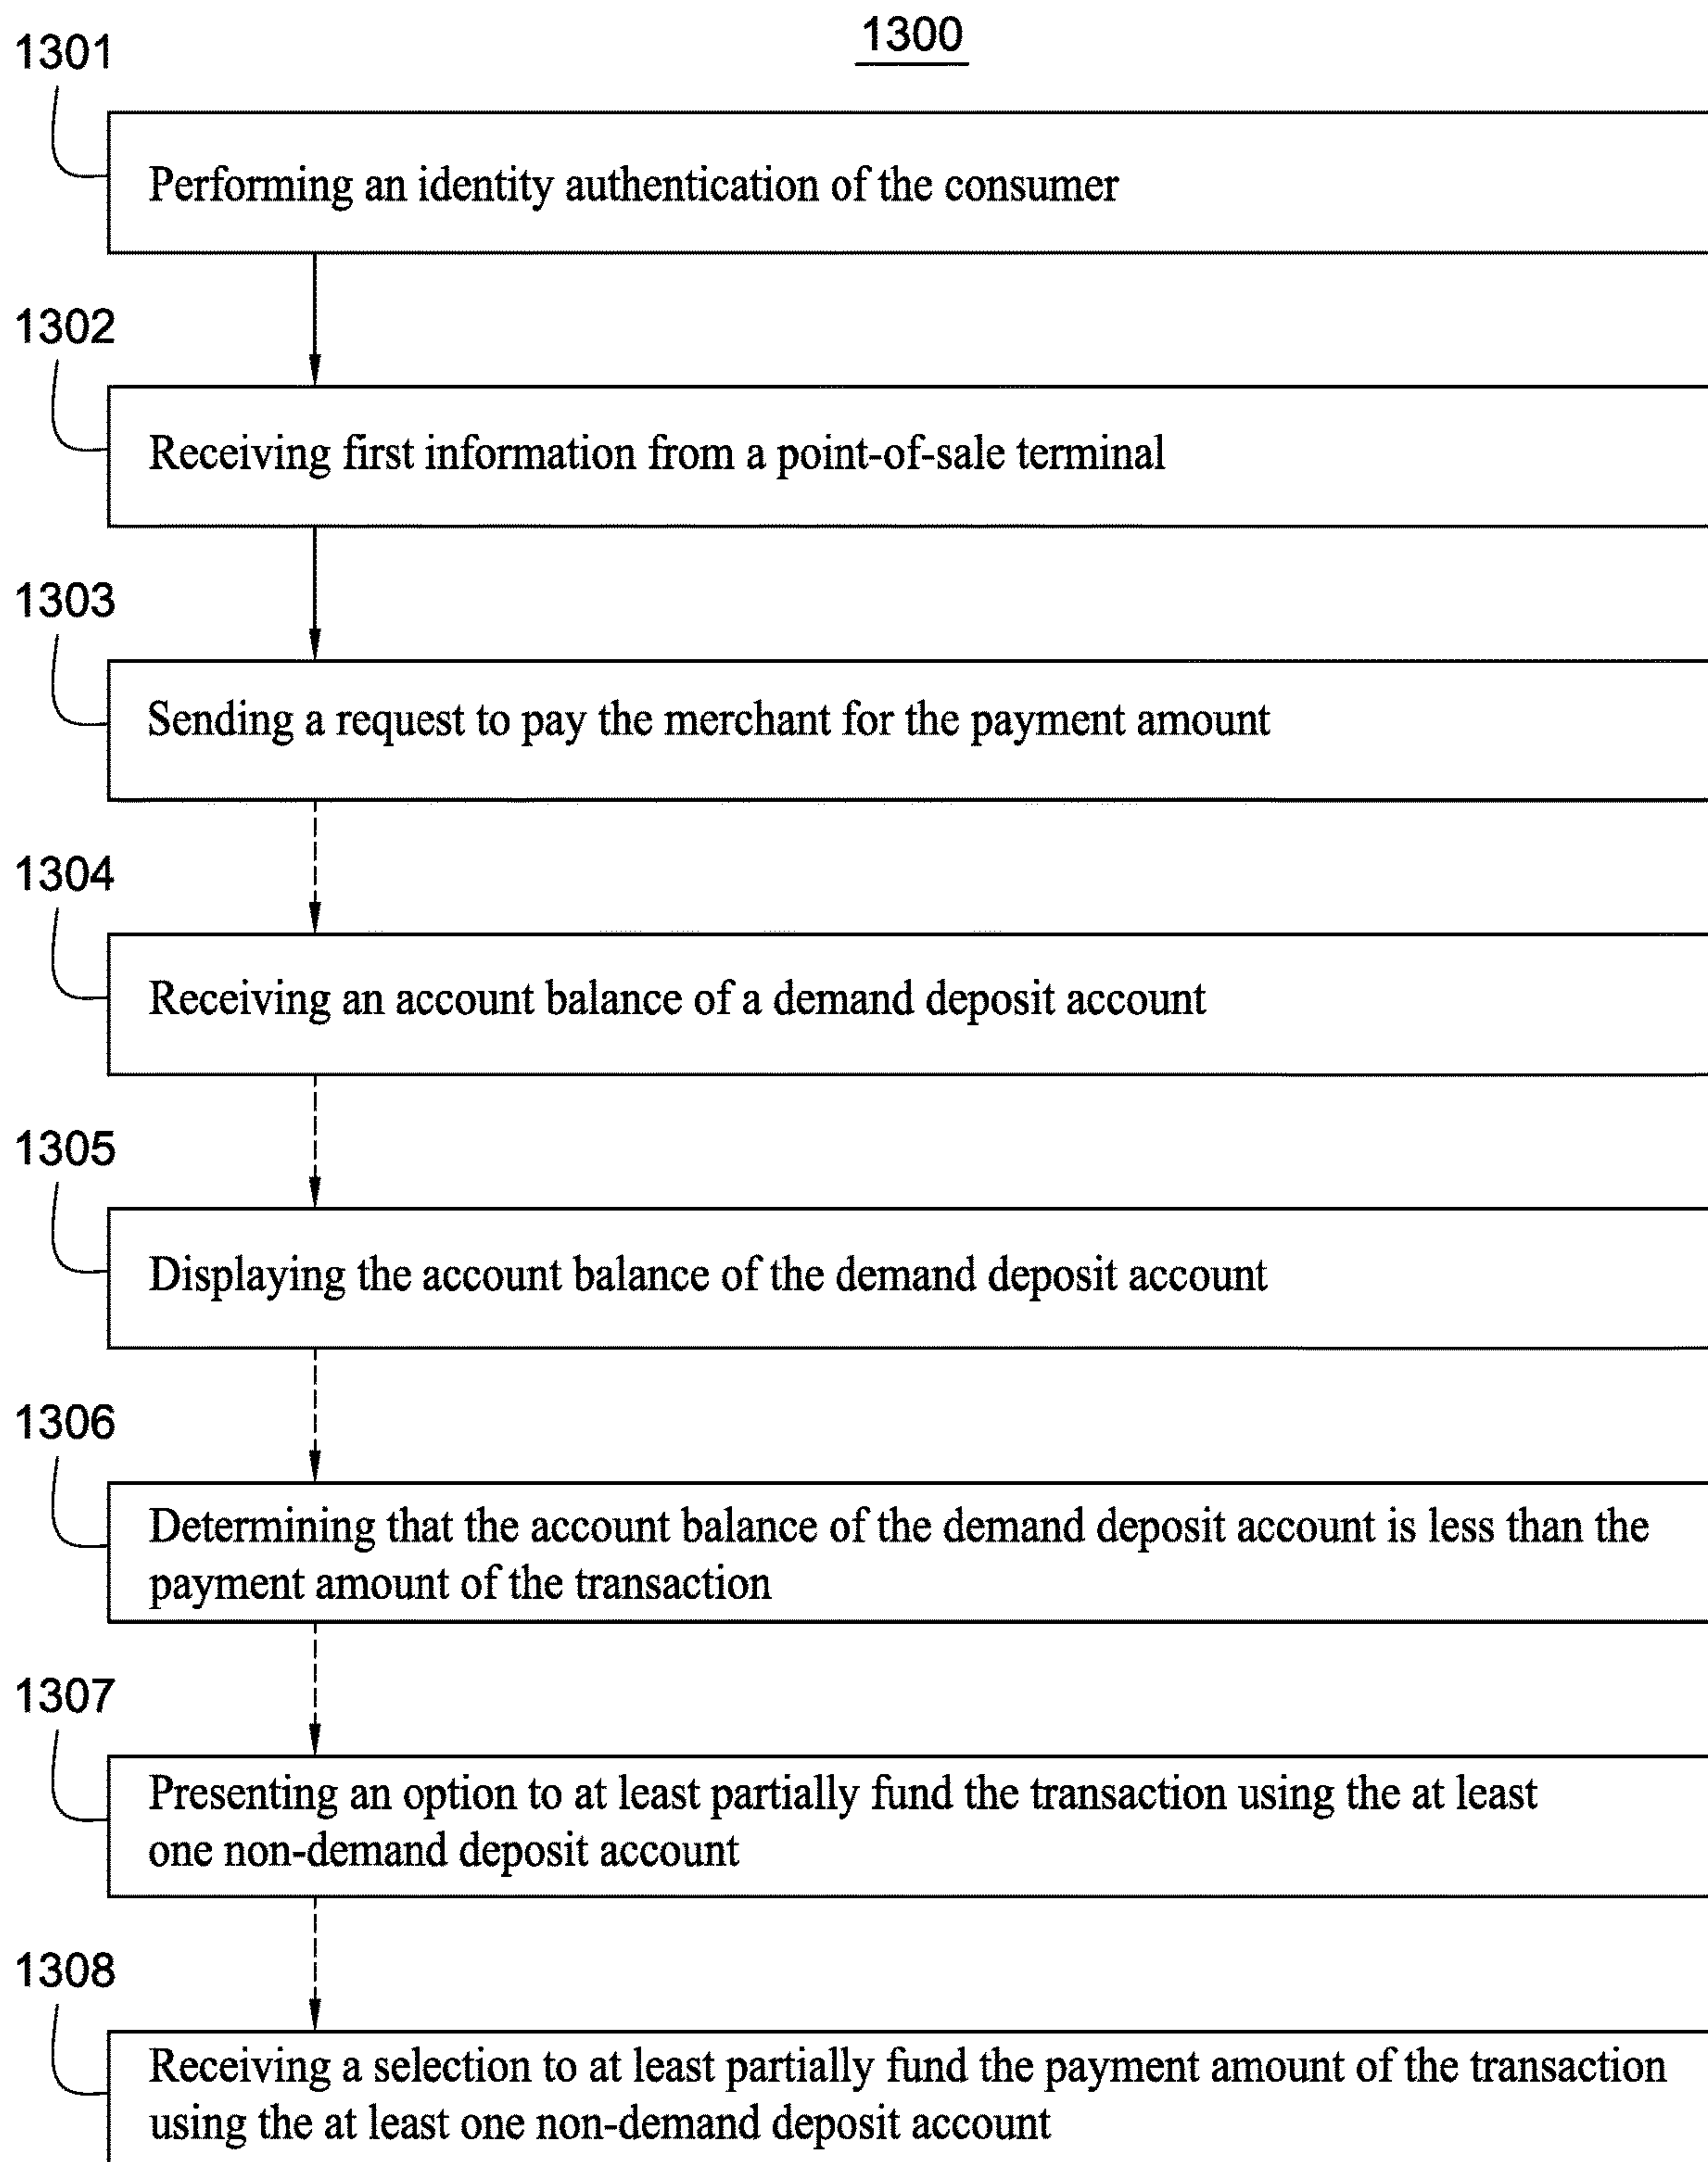 1300
1301
Performing an identity authentication of the consumer
1302
Receiving first information from a point-of-sale terminal
1303
Sending a request to pay the merchant for the payment amount
1304
Receiving an account balance of a demand deposit account
1305
Displaying the account balance of the demand deposit account
1306
Determining that the account balance of the demand deposit account is less than the
payment amount of the transaction
1307
Presenting an option to at least partially fund the transaction using the at least
one non-demand deposit account
1308
Receiving a selection to at least partially fund the payment amount of the transaction
using the at least one non-demand deposit account